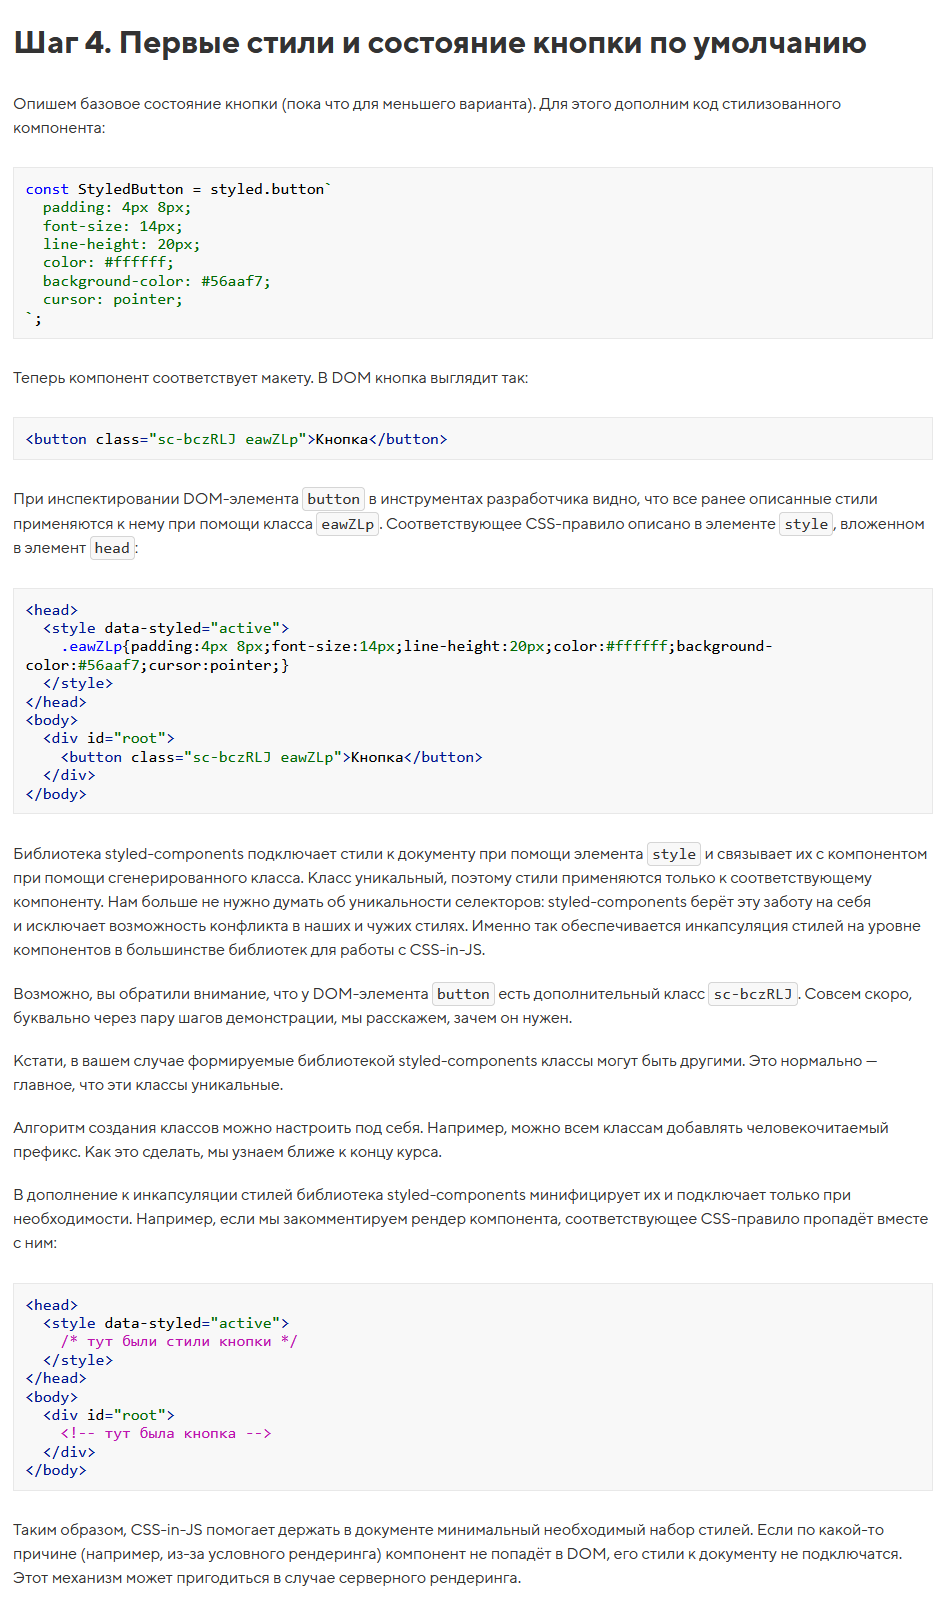 Шаг 4. Первые стили и состояние кнопки по умолчанию
Опишем базовое состояние кнопки (пока что для меньшего варианта). Для этого дополним код стилизованного
компонента:
const StyledButton = styled.button`
  padding: 4px 8px;
  font-size: 14px;
  line-height: 20px;
  color: #ffffff;
  background-color: #56aaf7;
  cursor: pointer;
`;
Теперь компонент соответствует макету. В DOM кнопка выглядит так:
<button class="sc-bczRLJ eawZLp">Кнопка</button>
При инспектировании DOM-элемента button в инструментах разработчика видно, что все ранее описанные стили
применяются к нему при помощи класса eawZLp. Соответствующее CSS-правило описано в элементе style, вложенном
в элемент head:
<head>
  <style data-styled="active">
    .eawZLp{padding:4px 8px;font-size:14px;line-height:20px;color:#ffffff;background-
color:#56aaf7;cursor:pointer;}
  </style>
</head>
<body>
  <div id="root">
    <button class="sc-bczRLJ eawZLp">Кнопка</button>
  </div>
</body>
Библиотека styled-components подключает стили к документу при помощи элемента style и связывает их с компонентом
при помощи сгенерированного класса. Класс уникальный, поэтому стили применяются только к соответствующему
компоненту. Нам больше не нужно думать об уникальности селекторов: styled-components берёт эту заботу на себя
и исключает возможность конфликта в наших и чужих стилях. Именно так обеспечивается инкапсуляция стилей на уровне
компонентов в большинстве библиотек для работы с CSS-in-JS.
Возможно, вы обратили внимание, что у DOM-элемента button есть дополнительный класс sc-bczRLJ. Совсем скоро,
буквально через пару шагов демонстрации, мы расскажем, зачем он нужен.
Кстати, в вашем случае формируемые библиотекой styled-components классы могут быть другими. Это нормально —
главное, что эти классы уникальные.
Алгоритм создания классов можно настроить под себя. Например, можно всем классам добавлять человекочитаемый
префикс. Как это сделать, мы узнаем ближе к концу курса.
В дополнение к инкапсуляции стилей библиотека styled-components минифицирует их и подключает только при
необходимости. Например, если мы закомментируем рендер компонента, соответствующее CSS-правило пропадёт вместе
с ним:
<head>
  <style data-styled="active">
    /* тут были стили кнопки */
  </style>
</head>
<body>
  <div id="root">
    <!-- тут была кнопка -->
  </div>
</body>
Таким образом, CSS-in-JS помогает держать в документе минимальный необходимый набор стилей. Если по какой-то
причине (например, из-за условного рендеринга) компонент не попадёт в DOM, его стили к документу не подключатся.
Этот механизм может пригодиться в случае серверного рендеринга.